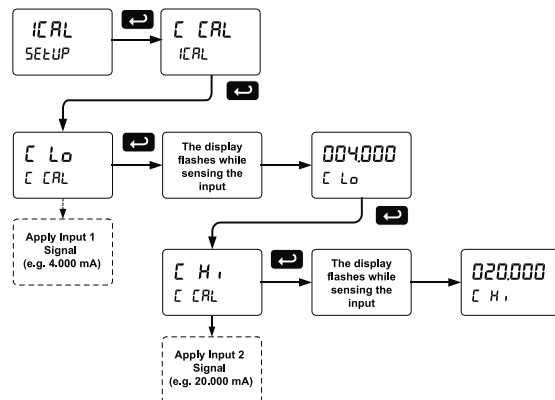 ICAL
SEtUP
C CAL
ICAL
C Lo
C CAL
The display
flashes while
sensing the
input
004.000
C Lo
Apply Input 1
Signal
(e.g. 4.000 mA)
C Hi
C CAL
The display
flashes while
sensing the
input
020.000
C Hi
Apply Input 2
Signal
(e.g. 20.000 mA)